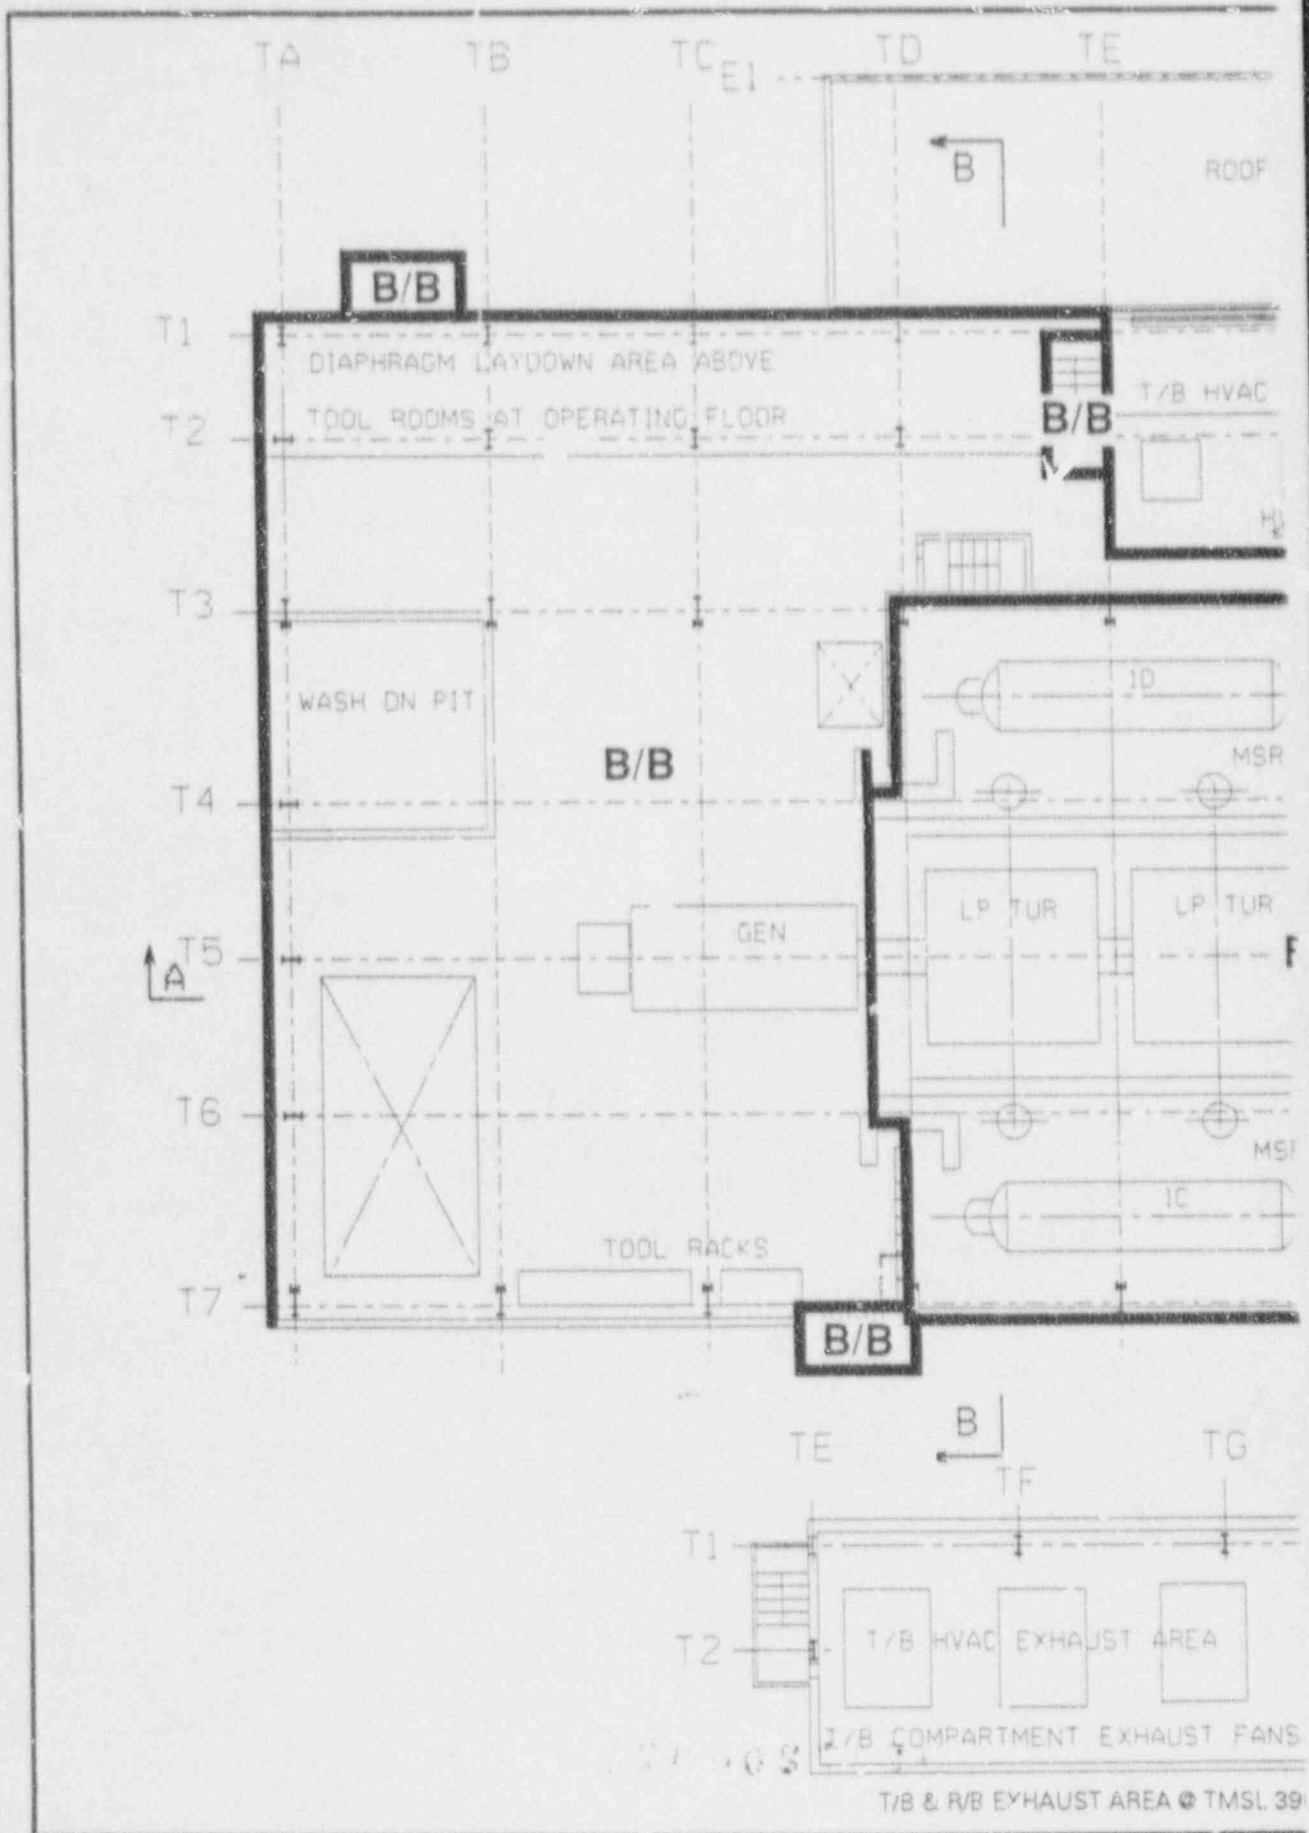 TA TB TC TD TE
E1
B
ROOF
B/B
T1
DIAPHRAGM LAYDOWN AREA ABOVE
T/B HVAC
T2
TOOL ROOMS AT OPERATING FLOOR
B/B
T3
1D
WASH DN PIT
MSR
B/B
T4
LP TUR
LP TUR
GEN
T5
A
T6
1C
TOOL RACKS
T7
B/B
B
TE
TF
TG
T1
T2
T/B HVAC EXHAUST AREA
T/B COMPARTMENT EXHAUST FANS
T/B & R/B EXHAUST AREA @ TMSL